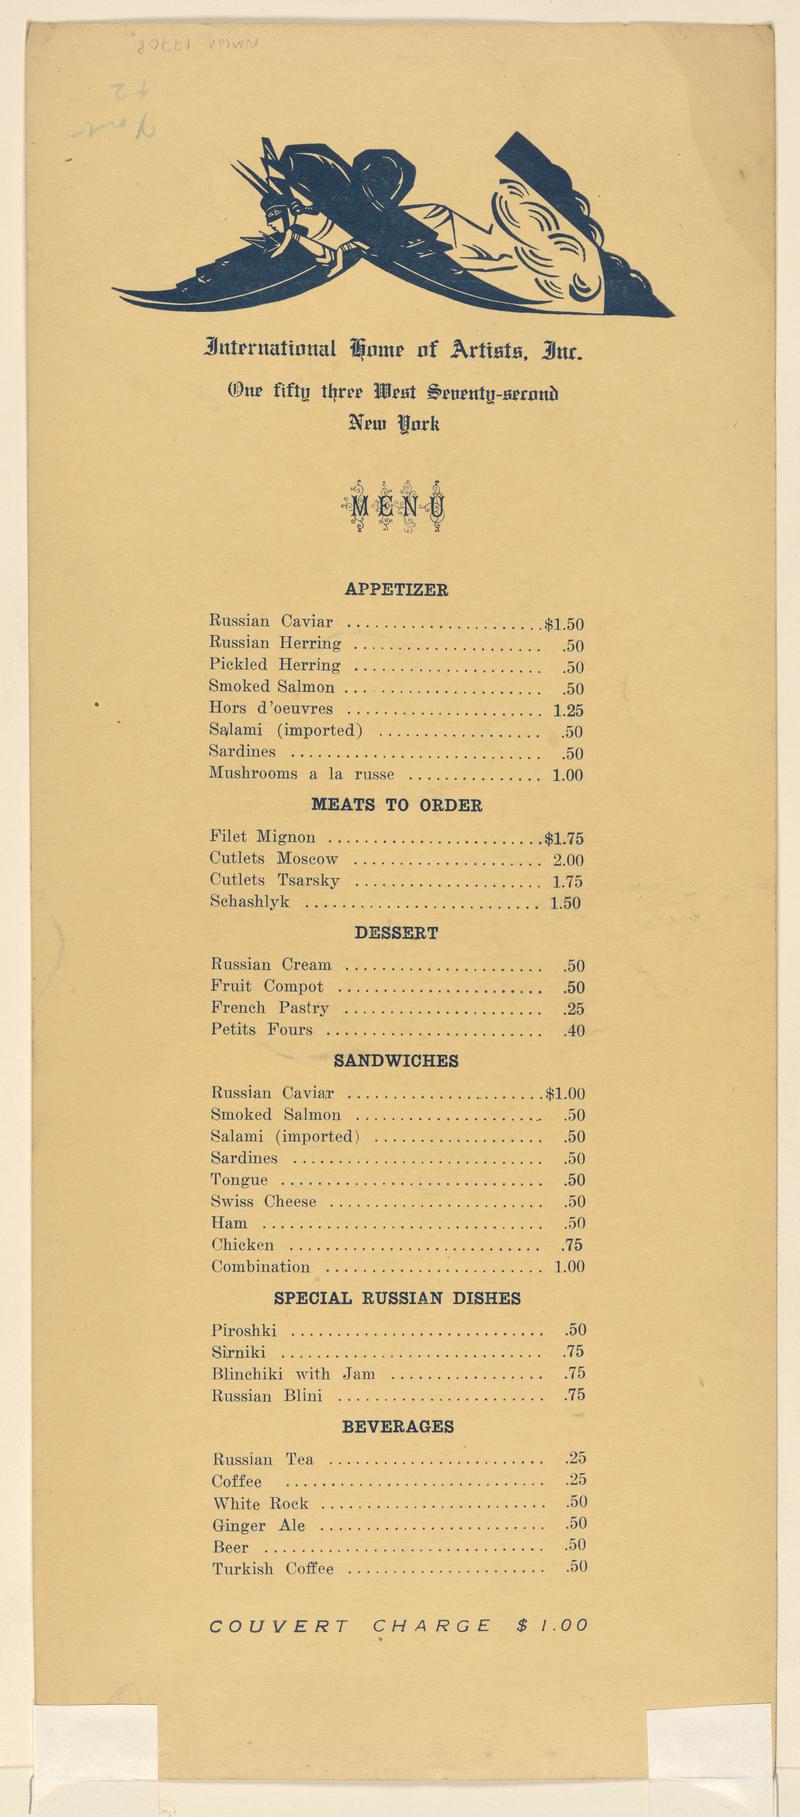 International Home of Artists, Inc.
One fifty three West Seventy-second
New York
MENU
APPETIZER
Russian Caviar ......................$1.50
Russian Herring ..................... .50
Pickled Herring ..................... .50
Smoked Salmon ...................... .50
Hors d'oeuvres ...................... 1.25
Salami (imported) .................. .50
Sardines ............................ .50
Mushrooms a la russe ............... 1.00
MEATS TO ORDER
Filet Mignon ........................$1.75
Cutlets Moscow ..................... 2.00
Cutlets Tsarsky ..................... 1.75
Schashlyk .......................... 1.50
DESSERT
Russian Cream ...................... .50
Fruit Compot ....................... .50
French Pastry ...................... .25
Petits Fours ........................ .40
SANDWICHES
Russian Caviar ......................$1.00
Smoked Salmon ..................... .50
Salami (imported) ................... .50
Sardines ............................ .50
Tongue ............................. .50
Swiss Cheese ........................ .50
Ham ............................... .50
Chicken ............................ .75
Combination ........................ 1.00
SPECIAL RUSSIAN DISHES
Piroshki ............................ .50
Sirniki ............................. .75
Blinchiki with Jam ................. .75
Russian Blini ....................... .75
BEVERAGES
Russian Tea ........................ .25
Coffee ............................ .25
White Rock ......................... .50
Ginger Ale ......................... .50
Beer ............................... .50
Turkish Coffee ...................... .50
COUVERT CHARGE $1.00